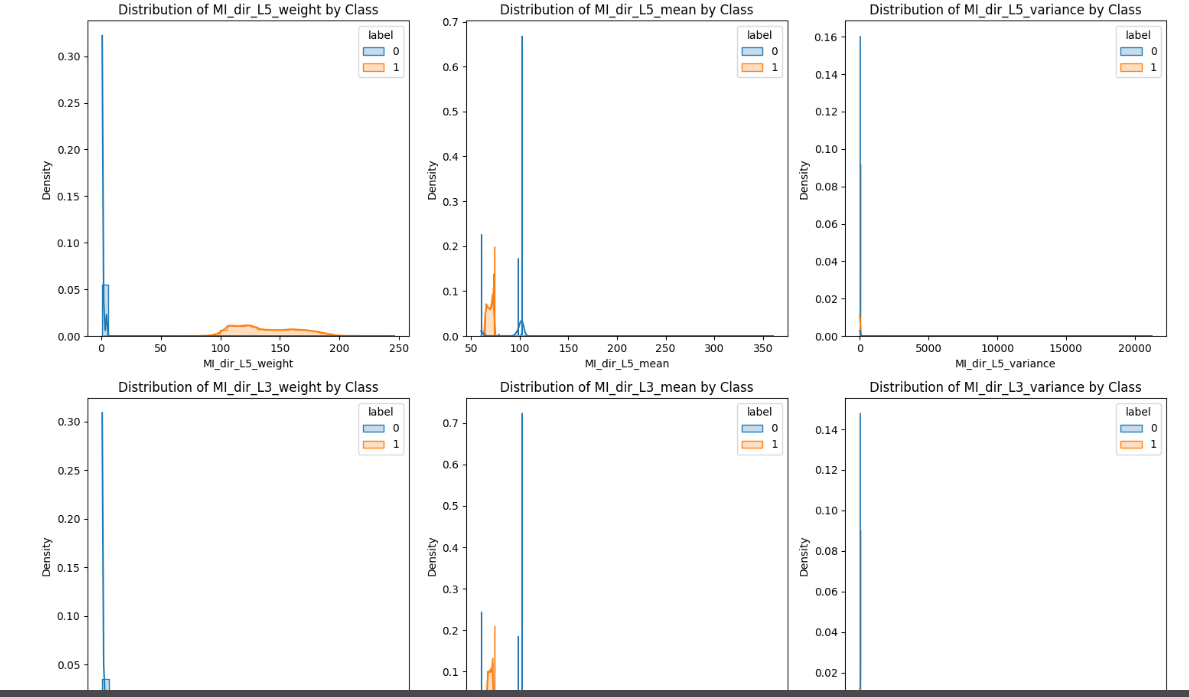 Distribution of MI_dir_L5_weight by Class
Distribution of MI_dir_L5_mean by Class
Distribution of MI_dir_L5_variance by Class
label
0
1
0.30
0.25
0.20
0.15
0.10
0.05
0.00
Density
0 50 100 150 200 250
MI_dir_L5_weight
label
0
1
0.7
0.6
0.5
0.4
0.3
0.2
0.1
0.0
Density
50 100 150 200 250 300 350
MI_dir_L5_mean
label
0
1
0.16
0.14
0.12
0.10
0.08
0.06
0.04
0.02
0.00
Density
0 5000 10000 15000 20000
MI_dir_L5_variance
Distribution of MI_dir_L3_weight by Class
Distribution of MI_dir_L3_mean by Class
Distribution of MI_dir_L3_variance by Class
label
0
1
0.30
0.25
0.20
0.15
0.10
0.05
Density
label
0
1
0.7
0.6
0.5
0.4
0.3
0.2
0.1
Density
label
0
1
0.14
0.12
0.10
0.08
0.06
0.04
0.02
Density